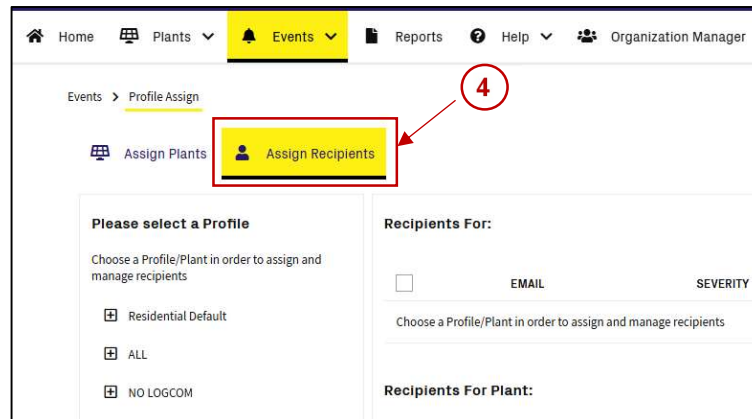 Home Plants Events Reports Help Organization Manager
4
Events > Profile Assign
Assign Plants Assign Recipients
Please select a Profile
Choose a Profile/Plant in order to assign and
manage recipients
Residential Default
ALL
NO LOGCOM
Recipients For:
EMAIL SEVERITY
Choose a Profile/Plant in order to assign and manage recipients
Recipients For Plant: